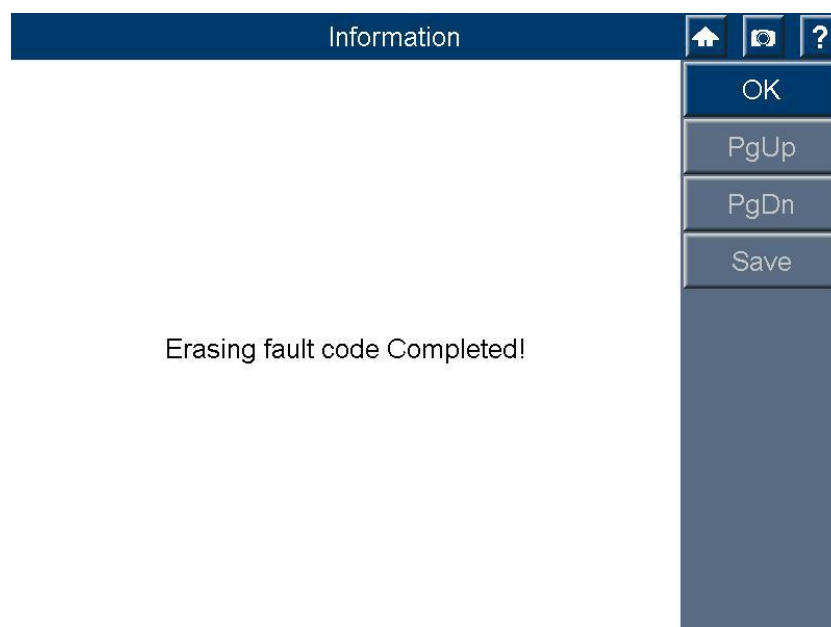 Information
?
OK
PgUp
PgDn
Save
Erasing fault code Completed!